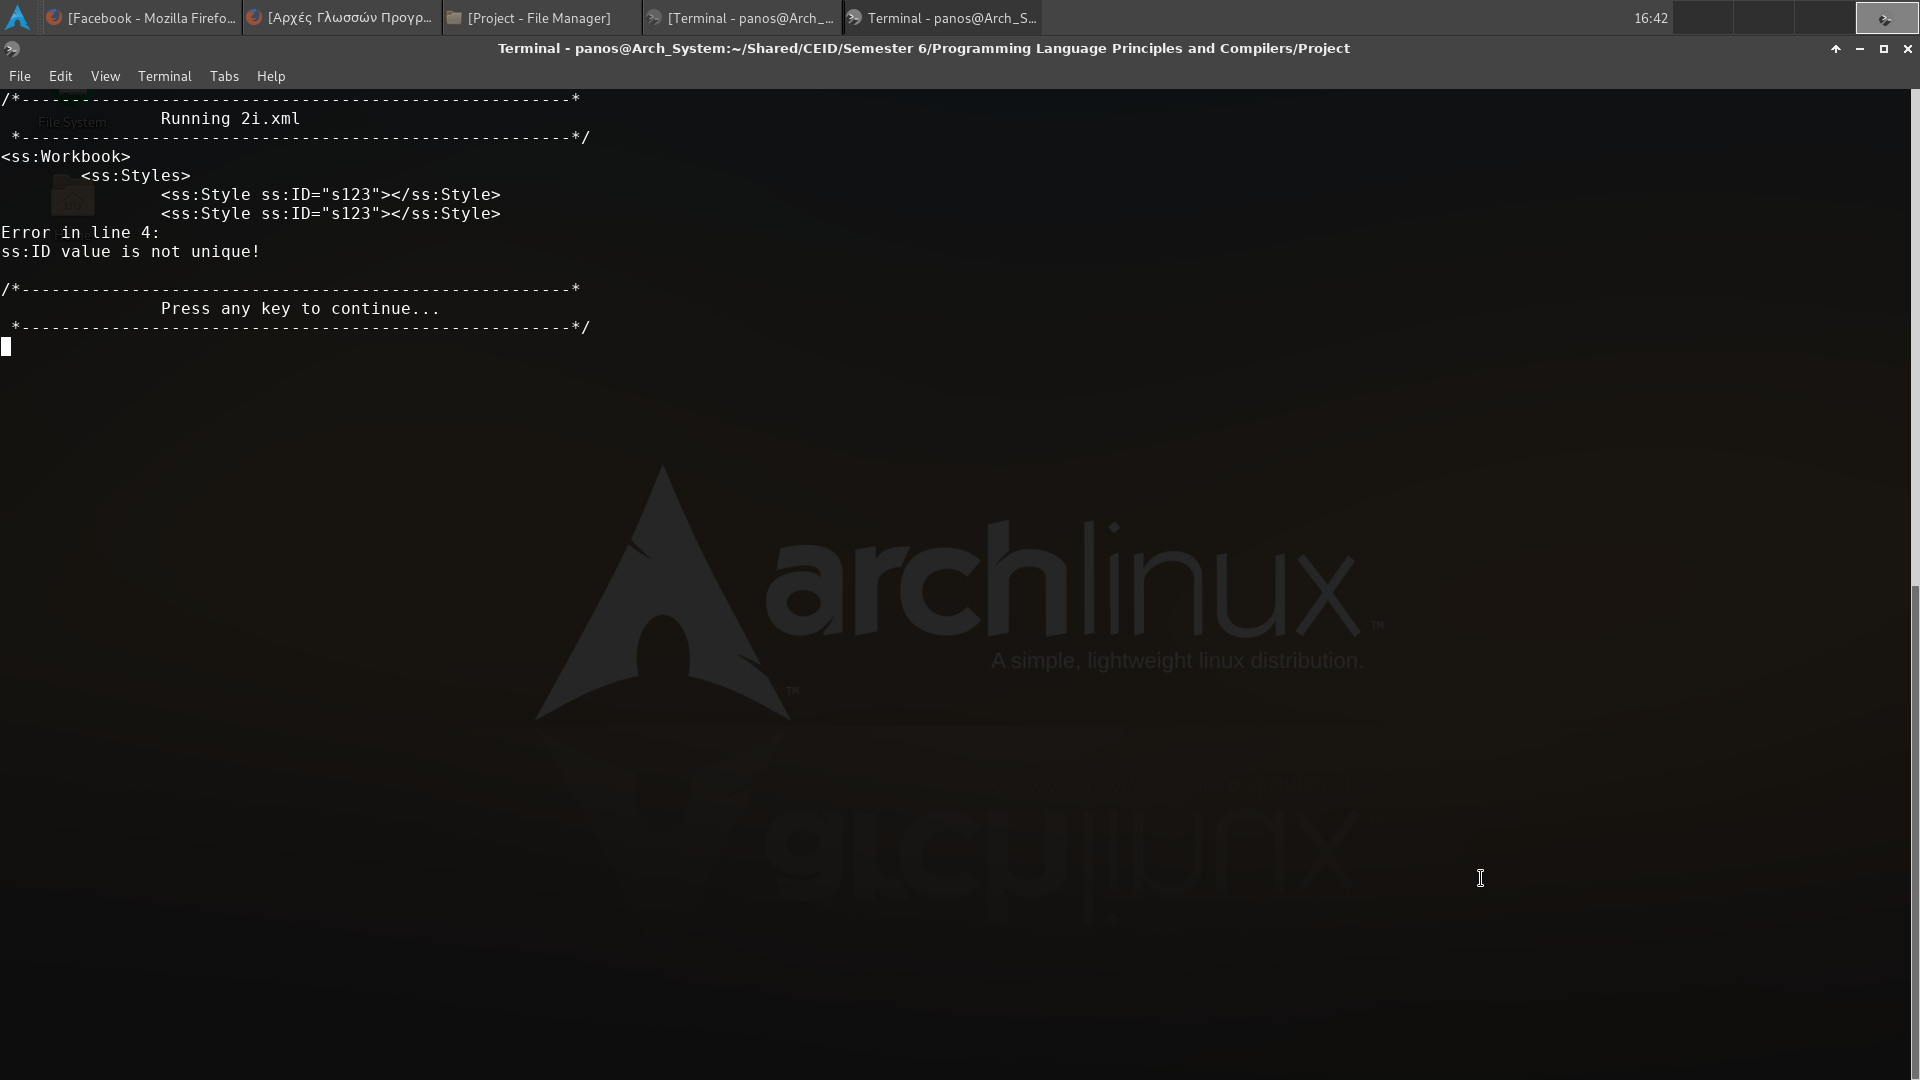 [Facebook - Mozilla Firefo...
[Αρχές Γλωσσών Προγρ...
[Project - File Manager]
[Terminal - panos@Arch_...
Terminal - panos@Arch_S...
16:42
Terminal - panos@Arch_System:~/Shared/CEID/Semester 6/Programming Language Principles and Compilers/Project
File Edit View Terminal Tabs Help
/*-------------------------------------------------------*
Running 2i.xml
File System
*--------------------------------------------------------*/
<ss:Workbook>
<ss:Styles>
<ss:Style ss:ID="s123"></ss:Style>
<ss:Style ss:ID="s123"></ss:Style>
Error in line 4:
ss:ID value is not unique!
/*-------------------------------------------------------*
Press any key to continue...
*--------------------------------------------------------*/
archlinux™
A simple, lightweight linux distribution.
™